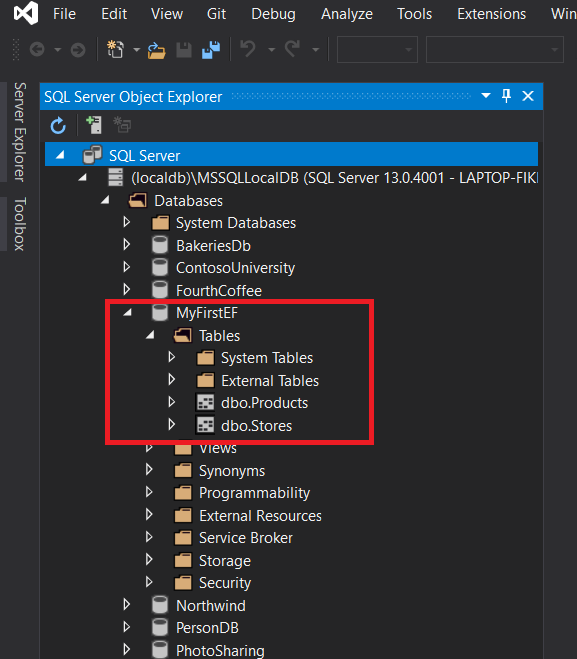 File Edit View Git Debug Analyze Tools Extensions Win
Server Explorer
Toolbox
SQL Server Object Explorer
SQL Server
(localdb)\MSSQLLocalDB (SQL Server 13.0.4001 - LAPTOP-FIKI
Databases
System Databases
BakeriesDb
ContosoUniversity
FourthCoffee
MyFirstEF
Tables
System Tables
External Tables
dbo.Products
dbo.Stores
Views
Synonyms
Programmability
External Resources
Service Broker
Storage
Security
Northwind
PersonDB
PhotoSharing